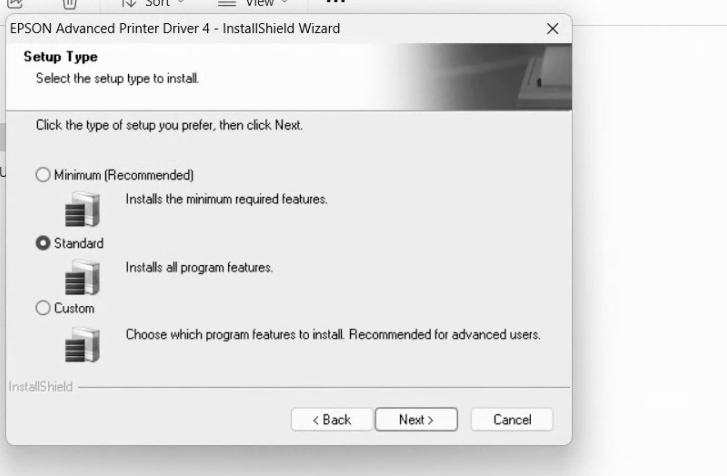 Sort
View
EPSON Advanced Printer Driver 4 - InstallShield Wizard
Setup Type
Select the setup type to install.
Click the type of setup you prefer, then click Next.
Minimum (Recommended)
Installs the minimum required features.
Standard
Installs all program features.
Custom
Choose which program features to install. Recommended for advanced users.
InstallShield
< Back
Next >
Cancel